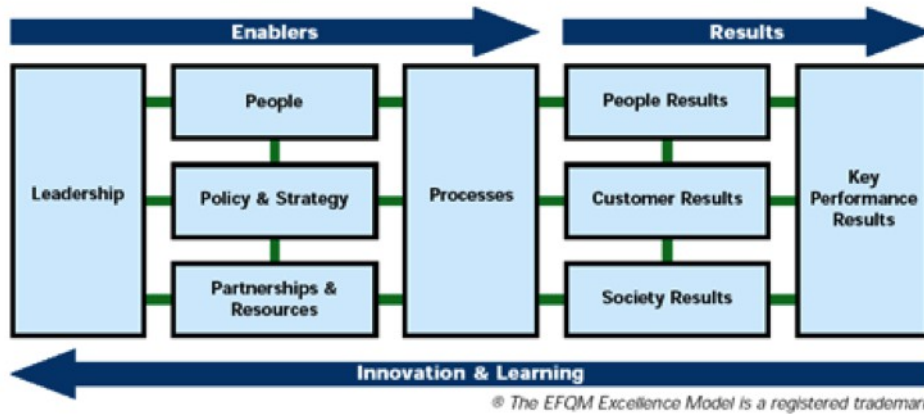 Enablers
Results
Leadership
People
Policy & Strategy
Partnerships &
Resources
Processes
People Results
Customer Results
Society Results
Key
Performance
Results
Innovation & Learning
® The EFQM Excellence Model is a registered trademar